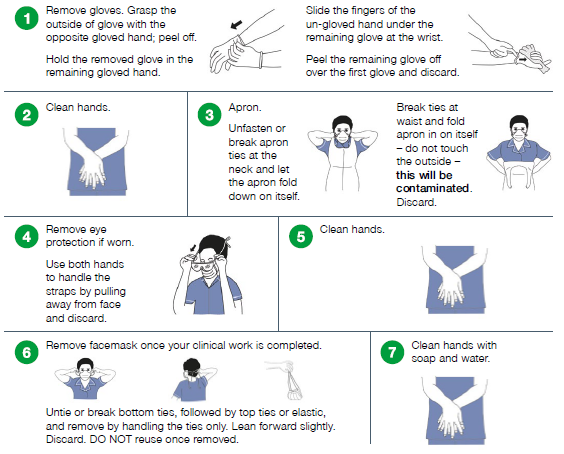 1
Remove gloves. Grasp the
outside of glove with the
opposite gloved hand; peel off.
Hold the removed glove in the
remaining gloved hand.
Slide the fingers of the
un-gloved hand under the
remaining glove at the wrist.
Peel the remaining glove off
over the first glove and discard.
2
Clean hands.
3
Apron.
Unfasten or
break apron
ties at the
neck and let
the apron fold
down on itself.
Break ties at
waist and fold
apron in on itself
– do not touch
the outside –
this will be
contaminated.
Discard.
4
Remove eye
protection if worn.
Use both hands
to handle the
straps by pulling
away from face
and discard.
5
Clean hands.
6
Remove facemask once your clinical work is completed.
Untie or break bottom ties, followed by top ties or elastic,
and remove by handling the ties only. Lean forward slightly.
Discard. DO NOT reuse once removed.
7
Clean hands with
soap and water.